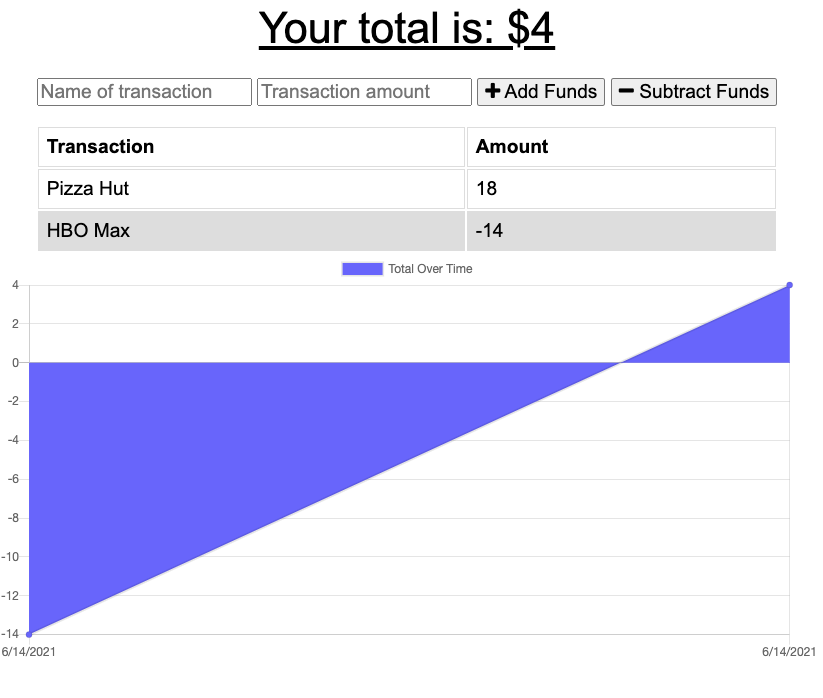 Your total is: $4
Name of transaction Transaction amount Add Funds Subtract Funds
Transaction Amount
Pizza Hut 18
HBO Max -14
Total Over Time
4
2
0
-2
-4
-6
-8
-10
-12
-14
6/14/2021 6/14/2021